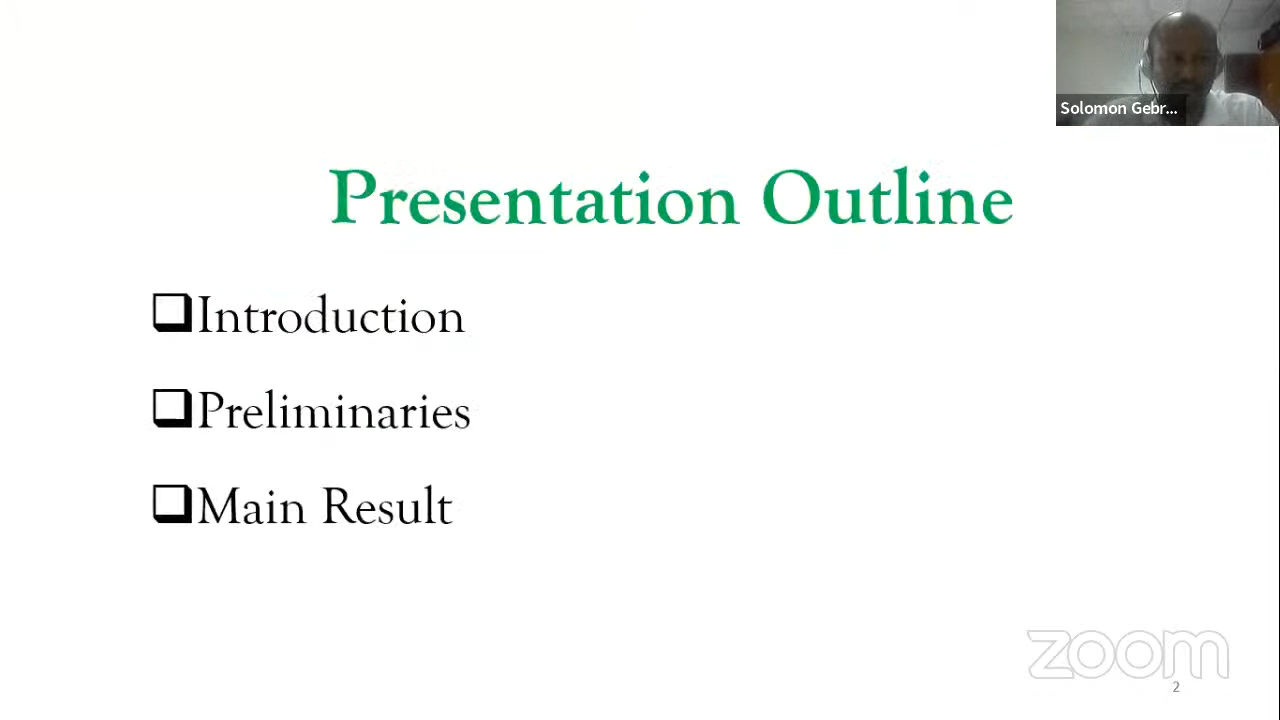 Solomon Gebr...
Presentation Outline
Introduction
Preliminaries
Main Result
zoom
2